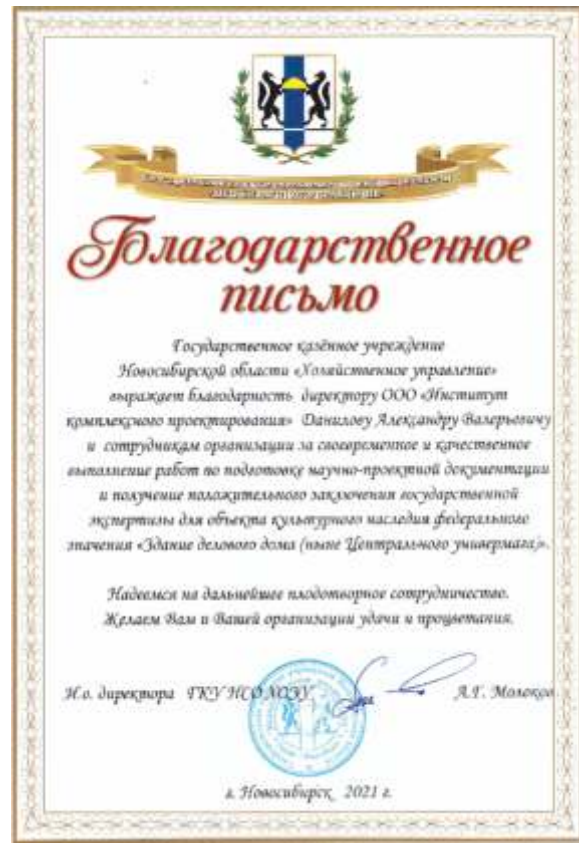 Благодарственное
письмо
Государственное казённое учреждение
Новосибирской области «Хозяйственное управление»
выражает благодарность директору ООО «Институт
комплексного проектирования» Данилову Александру Валерьевичу
и сотрудникам организации за своевременное и качественное
выполнение работ по подготовке научно-проектной документации
и получение положительного заключения государственной
экспертизы для объекта культурного наследия федерального
значения «Здание делового дома (ныне Центрального универмага)».
Надеемся на дальнейшее плодотворное сотрудничество.
Желаем Вам и Вашей организации удачи и процветания.
И.о. директора ГКУ НСО ХОЗУ А.Г.
г. Новосибирск 2021 г.